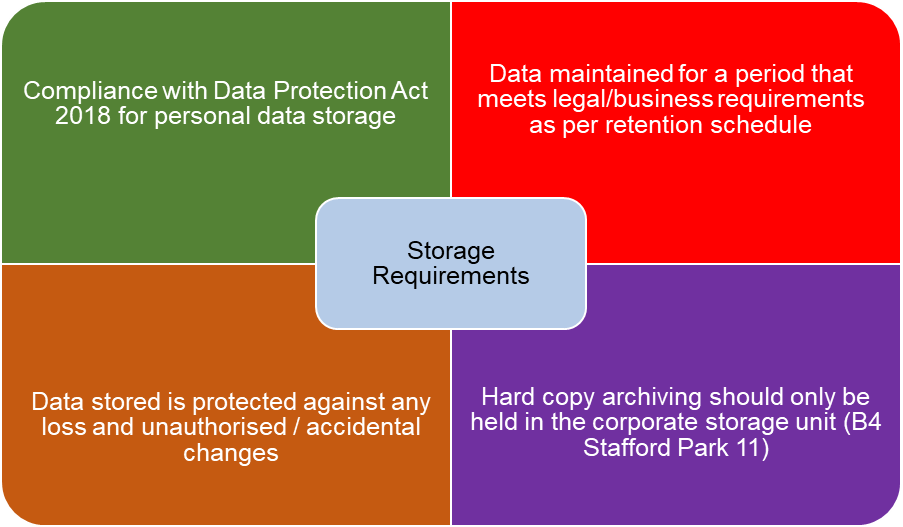 Compliance with Data Protection Act
2018 for personal data storage
Data maintained for a period that
meets legal/business requirements
as per retention schedule
Storage
Requirements
Data stored is protected against any
loss and unauthorised / accidental
changes
Hard copy archiving should only be
held in the corporate storage unit (B4
Stafford Park 11)